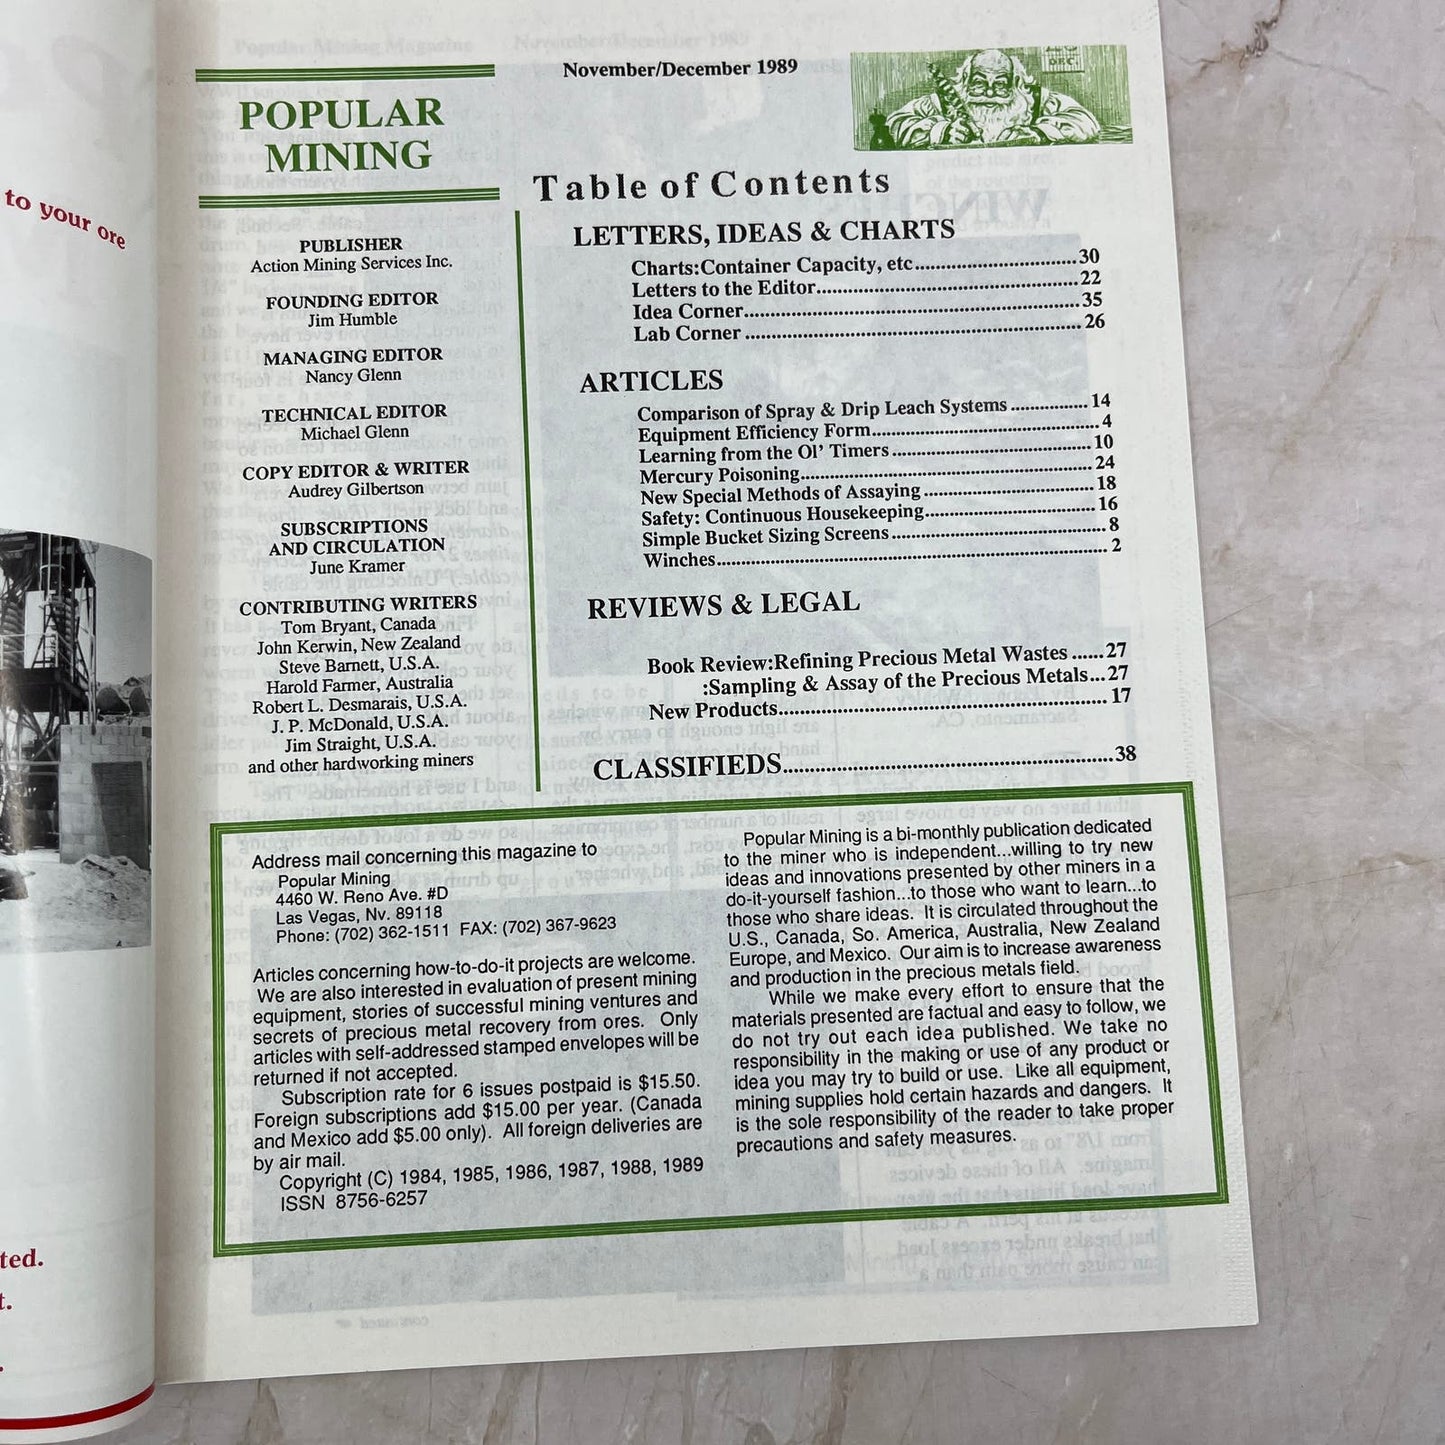 to your ore
ted.
t.
November/December 1989
POPULAR
MINING
PUBLISHER
Action Mining Services Inc.
FOUNDING EDITOR
Jim Humble
MANAGING EDITOR
Nancy Glenn
TECHNICAL EDITOR
Michael Glenn
COPY EDITOR & WRITER
Audrey Gilbertson
SUBSCRIPTIONS
AND CIRCULATION
June Kramer
CONTRIBUTING WRITERS
Tom Bryant, Canada
John Kerwin, New Zealand
Steve Barnett, U.S.A.
Harold Farmer, Australia
Robert L. Desmarais, U.S.A.
J. P. McDonald, U.S.A.
Jim Straight, U.S.A.
and other hardworking miners
Table of Contents
LETTERS, IDEAS & CHARTS
Charts:Container Capacity, etc..............................30
Letters to the Editor................................................22
Idea Corner..............................................................35
Lab Corner ..............................................................26
ARTICLES
Comparison of Spray & Drip Leach Systems ................14
Equipment Efficiency Form...........................................4
Learning from the Ol' Timers ......................................10
Mercury Poisoning........................................................24
New Special Methods of Assaying ................................18
Safety: Continuous Housekeeping................................16
Simple Bucket Sizing Screens........................................8
Winches.........................................................................2
REVIEWS & LEGAL
Book Review:Refining Precious Metal Wastes ......27
:Sampling & Assay of the Precious Metals...27
New Products................................................................17
CLASSIFIEDS............................................................38
Address mail concerning this magazine to
Popular Mining
4460 W. Reno Ave. #D
Las Vegas, Nv. 89118
Phone: (702) 362-1511 FAX: (702) 367-9623
Articles concerning how-to-do-it projects are welcome.
We are also interested in evaluation of present mining
equipment, stories of successful mining ventures and
secrets of precious metal recovery from ores. Only
articles with self-addressed stamped envelopes will be
returned if not accepted.
Subscription rate for 6 issues postpaid is $15.50.
Foreign subscriptions add $15.00 per year. (Canada
and Mexico add $5.00 only). All foreign deliveries are
by air mail.
Copyright (C) 1984, 1985, 1986, 1987, 1988, 1989
ISSN 8756-6257
Popular Mining is a bi-monthly publication dedicated
to the miner who is independent...willing to try new
ideas and innovations presented by other miners in a
do-it-yourself fashion...to those who want to learn...to
those who share ideas. It is circulated throughout the
U.S., Canada, So. America, Australia, New Zealand
Europe, and Mexico. Our aim is to increase awareness
and production in the precious metals field.
While we make every effort to ensure that the
materials presented are factual and easy to follow, we
do not try out each idea published. We take no
responsibility in the making or use of any product or
idea you may try to build or use. Like all equipment,
mining supplies hold certain hazards and dangers. It
is the sole responsibility of the reader to take proper
precautions and safety measures.